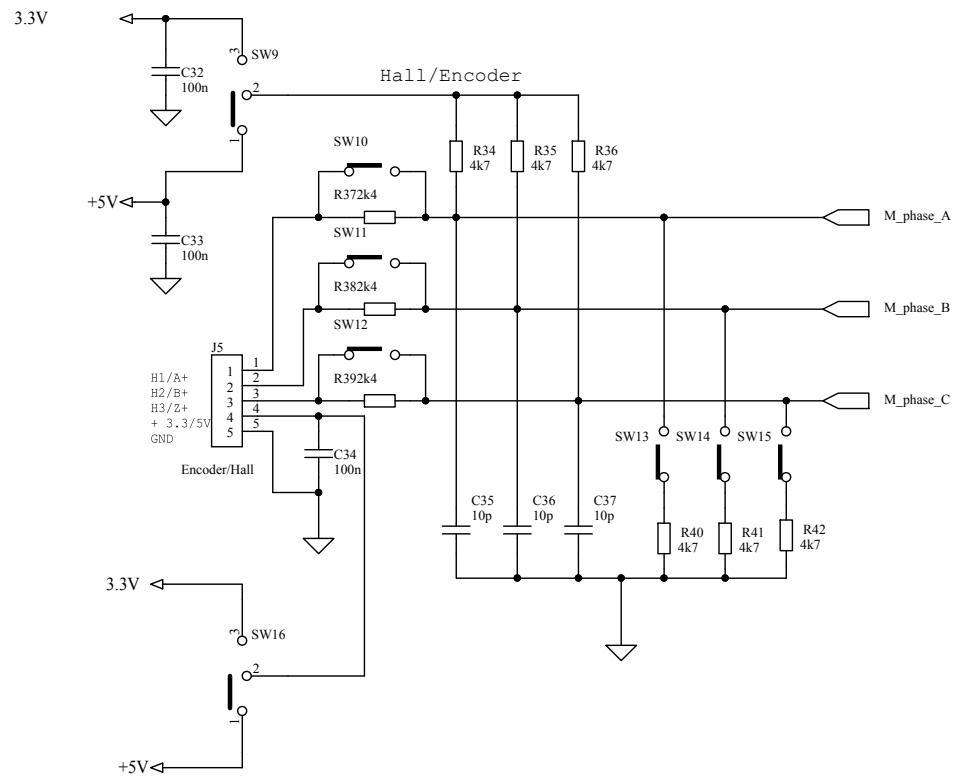 3.3V
3
SW9
C32
100n
Hall/Encoder
2
1
SW10
R34
4k7
R35
4k7
R36
4k7
R372k4
+5V
M_phase_A
SW11
C33
100n
R382k4
M_phase_B
SW12
J5
R392k4
M_phase_C
H1/A+
H2/B+
H3/Z+
+ 3.3/5V
GND
1
2
3
4
5
1
2
3
4
5
SW13
SW14
SW15
C34
100n
Encoder/Hall
C35
10p
C36
10p
C37
10p
R40
4k7
R41
4k7
R42
4k7
3.3V
3
SW16
2
1
+5V